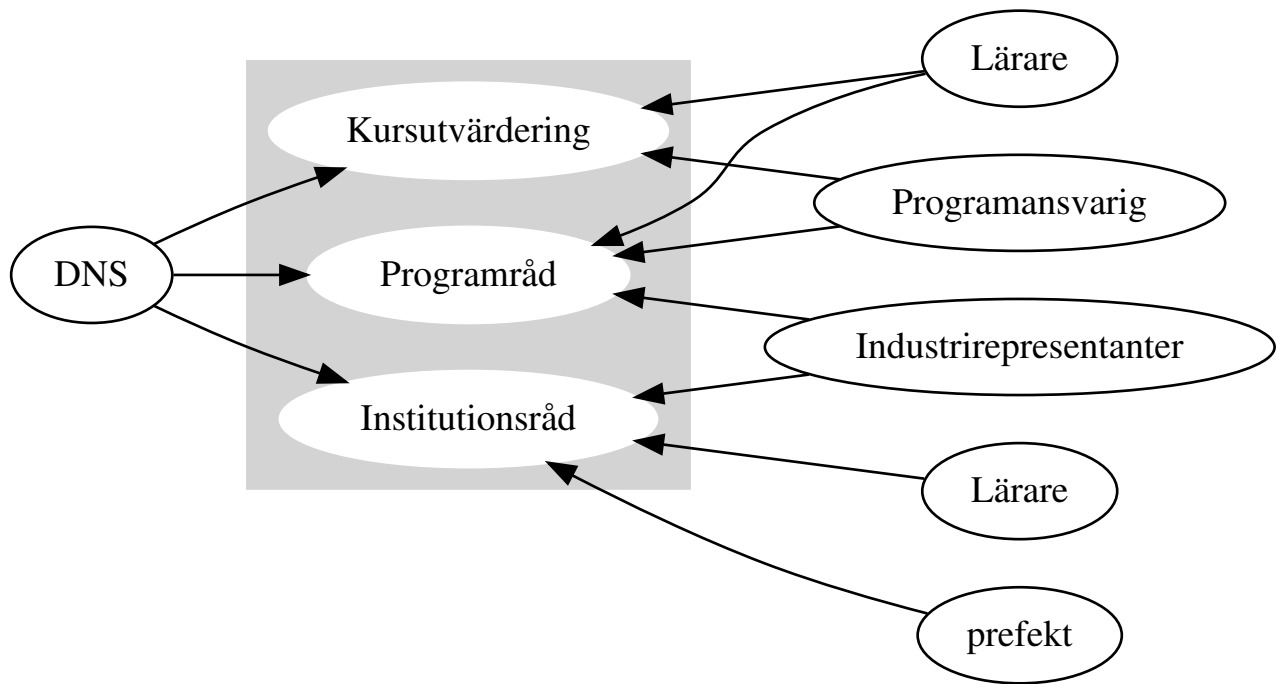 DNS
Kursutvärdering
Programråd
Institutionsråd
Lärare
Programansvarig
Industrirepresentanter
Lärare
prefekt